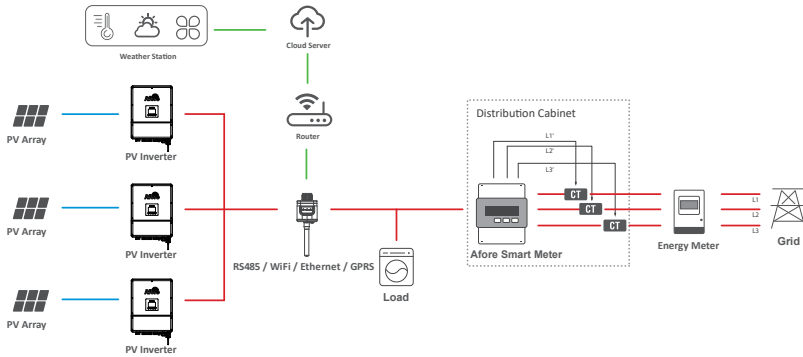 Weather Station
Cloud Server
Router
PV Array
PV Inverter
PV Array
PV Inverter
PV Array
PV Inverter
RS485 / WiFi / Ethernet / GPRS
Load
Distribution Cabinet
L1'
L2'
L3'
CT
CT
CT
Afore Smart Meter
Energy Meter
L1
L2
L3
Grid